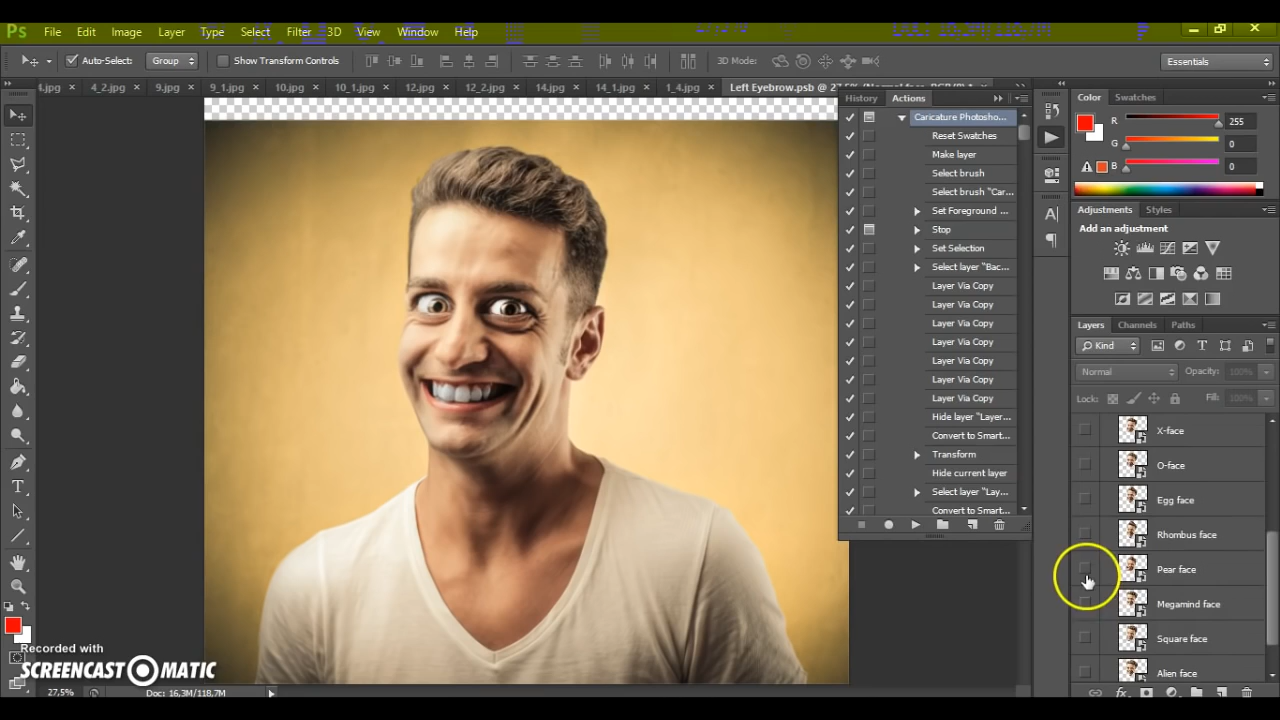 Ps File Edit Image Layer Type Select Filter 3D View Window Help
Auto-Select: Group Show Transform Controls 3D Mode: Essentials
4.jpg 4_2.jpg 9.jpg 9_1.jpg 10.jpg 10_1.jpg 12.jpg 12_2.jpg 14.jpg 14_1.jpg 1_4.jpg Left Eyebrow.psb @
History Actions
Caricature Photosho...
Reset Swatches
Make layer
Select brush
Select brush "Car...
Set Foreground ...
Stop
Set Selection
Select layer "Bac...
Layer Via Copy
Layer Via Copy
Layer Via Copy
Layer Via Copy
Layer Via Copy
Layer Via Copy
Layer Via Copy
Hide layer "Layer...
Convert to Smart...
Transform
Hide current layer
Select layer "Lay...
Convert to Smart...
Color Swatches
R 255
G 0
B 0
Adjustments Styles
Add an adjustment
Layers Channels Paths
Kind
Normal Opacity: 100%
Lock: Fill: 100%
X-face
O-face
Egg face
Rhombus face
Pear face
Megamind face
Square face
Alien face
Recorded with
SCREENCAST-O-MATIC
27,5% Doc: 16,3M/118,7M